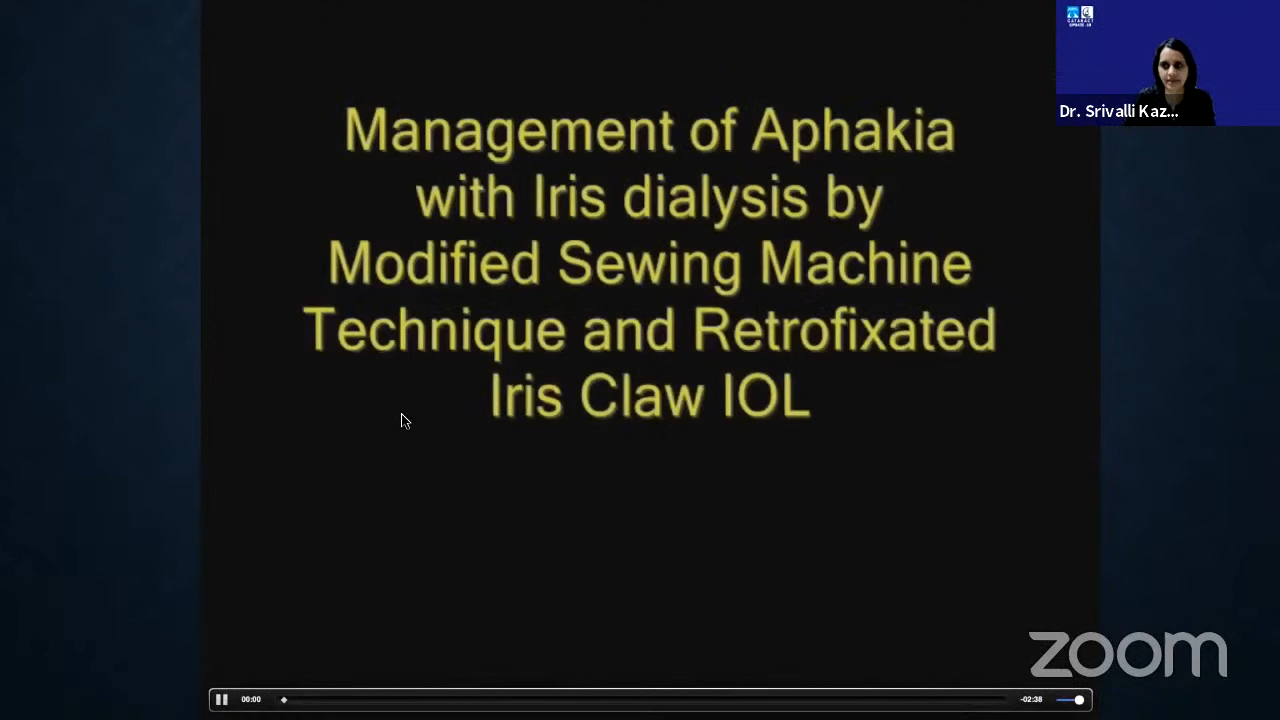 Management of Aphakia
with Iris dialysis by
Modified Sewing Machine
Technique and Retrofixated
Iris Claw IOL
CATARACT
Dr. Srivalli Kaz...
zoom
00:00
-02:38